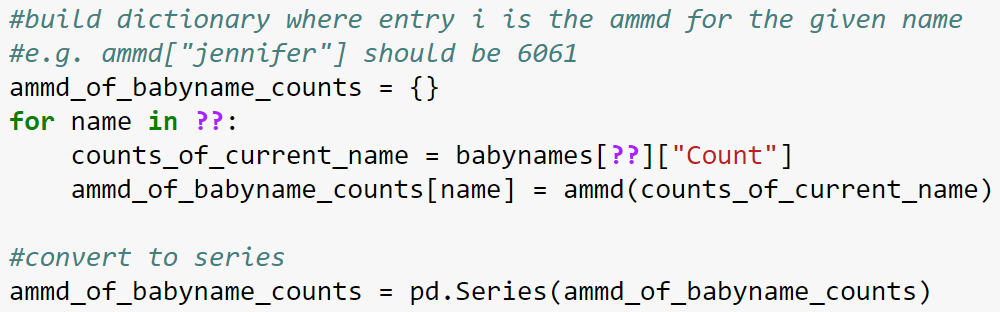 #build dictionary where entry i is the ammd for the given name
#e.g. ammd["jennifer"] should be 6061
ammd_of_babyname_counts = {}
for name in ??:
    counts_of_current_name = babynames[??]["Count"]
    ammd_of_babyname_counts[name] = ammd(counts_of_current_name)
#convert to series
ammd_of_babyname_counts = pd.Series(ammd_of_babyname_counts)